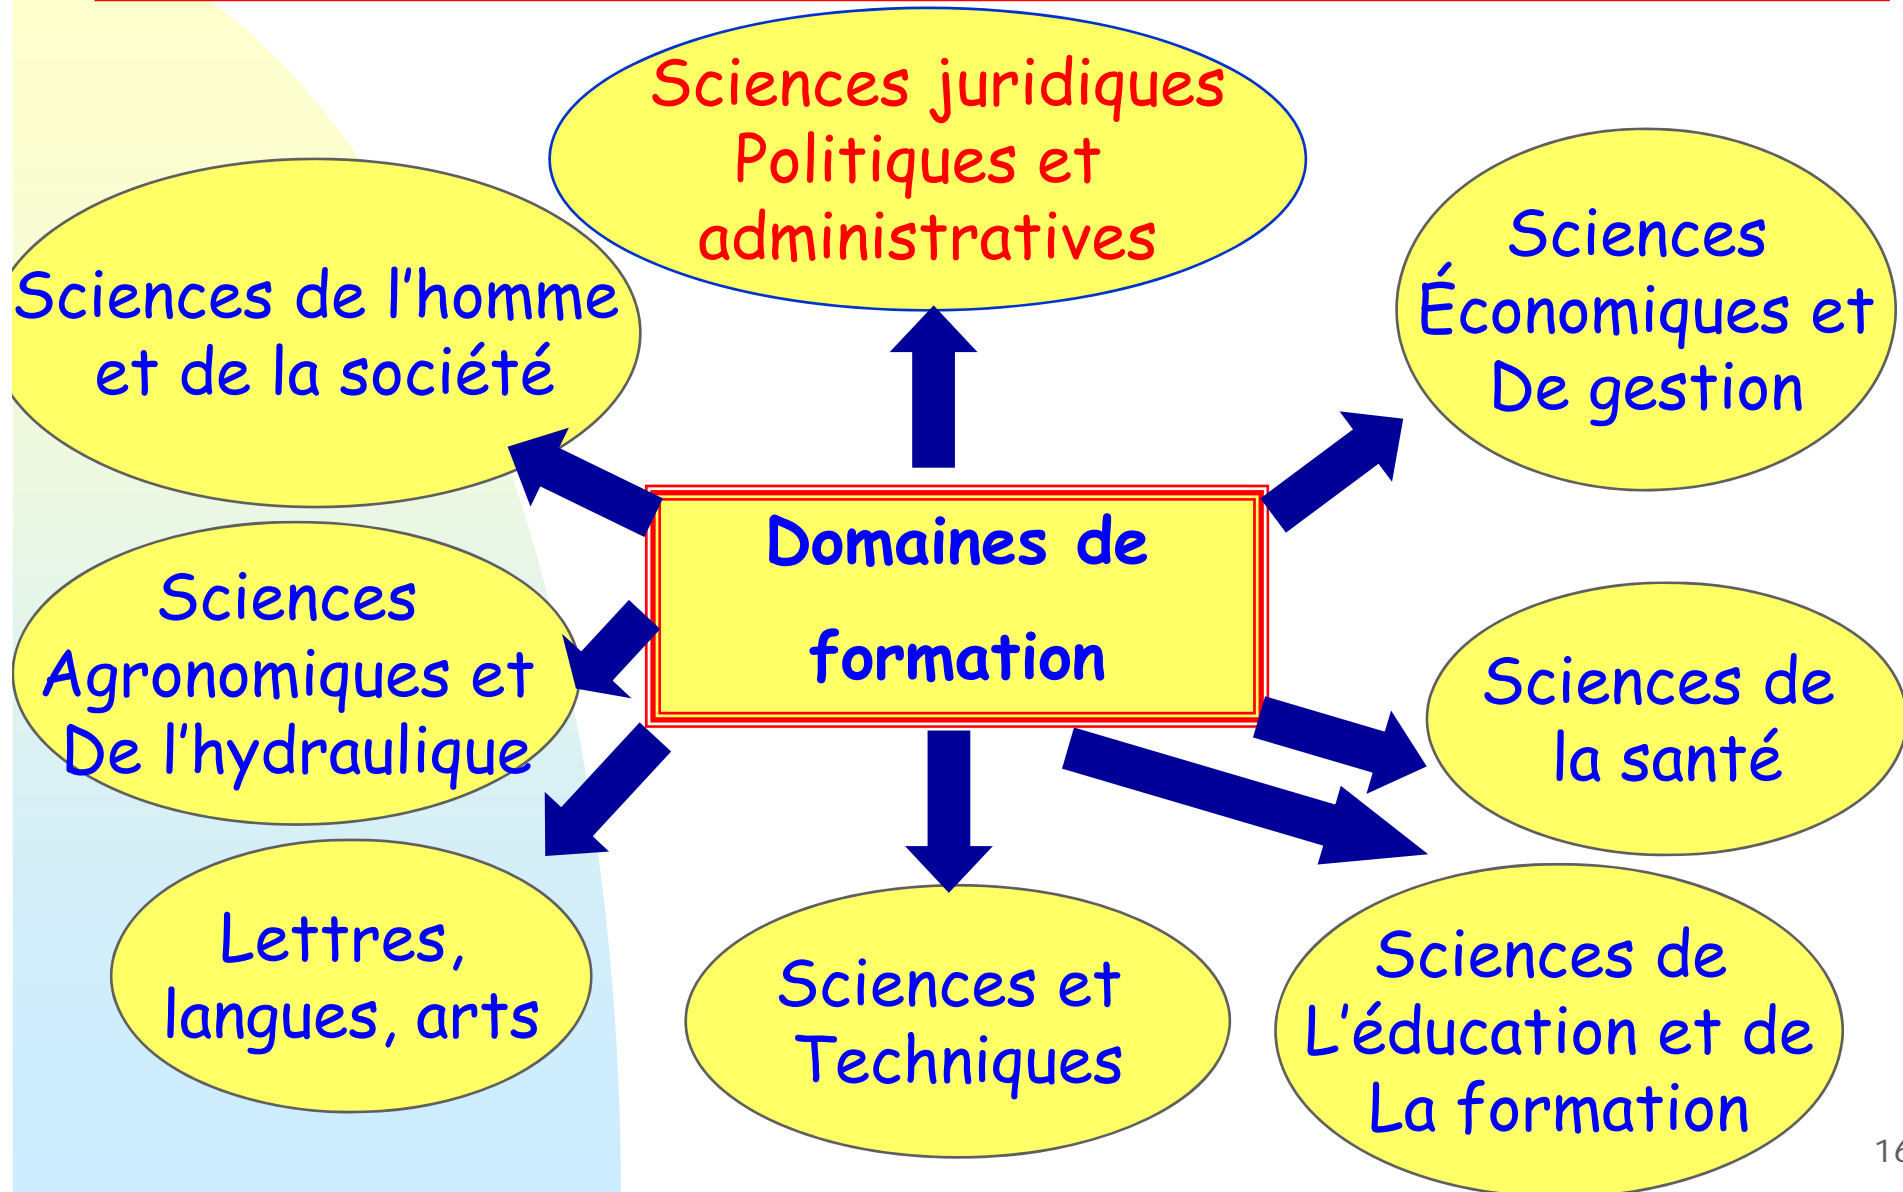 Sciences juridiques
Politiques et
administratives
Sciences de l'homme
et de la société
Sciences
Économiques et
De gestion
Domaines de
formation
Sciences
Agronomiques et
De l'hydraulique
Sciences de
la santé
Lettres,
langues, arts
Sciences et
Techniques
Sciences de
L'éducation et de
La formation
16